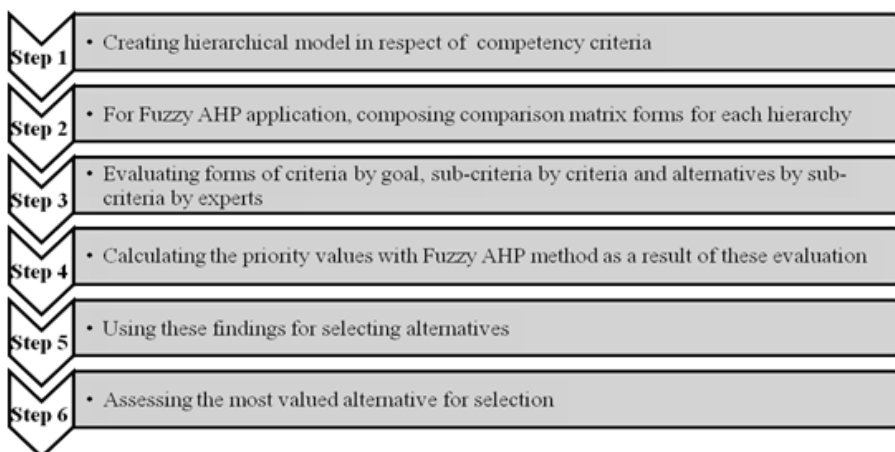 Step 1
• Creating hierarchical model in respect of competency criteria
Step 2
• For Fuzzy AHP application, composing comparison matrix forms for each hierarchy
Step 3
• Evaluating forms of criteria by goal, sub-criteria by criteria and alternatives by sub-
criteria by experts
Step 4
• Calculating the priority values with Fuzzy AHP method as a result of these evaluation
Step 5
• Using these findings for selecting alternatives
Step 6
• Assessing the most valued alternative for selection